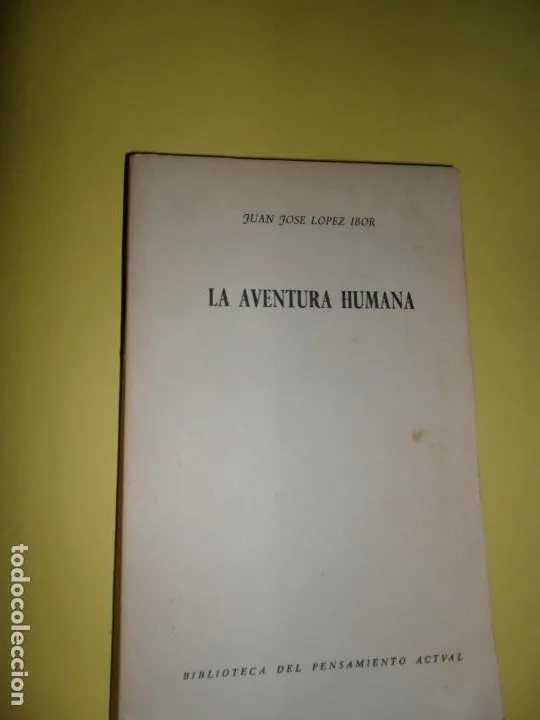 JUAN JOSE LOPEZ IBOR
LA AVENTURA HUMANA
BIBLIOTECA DEL PENSAMIENTO ACTVAL
todocoleccion